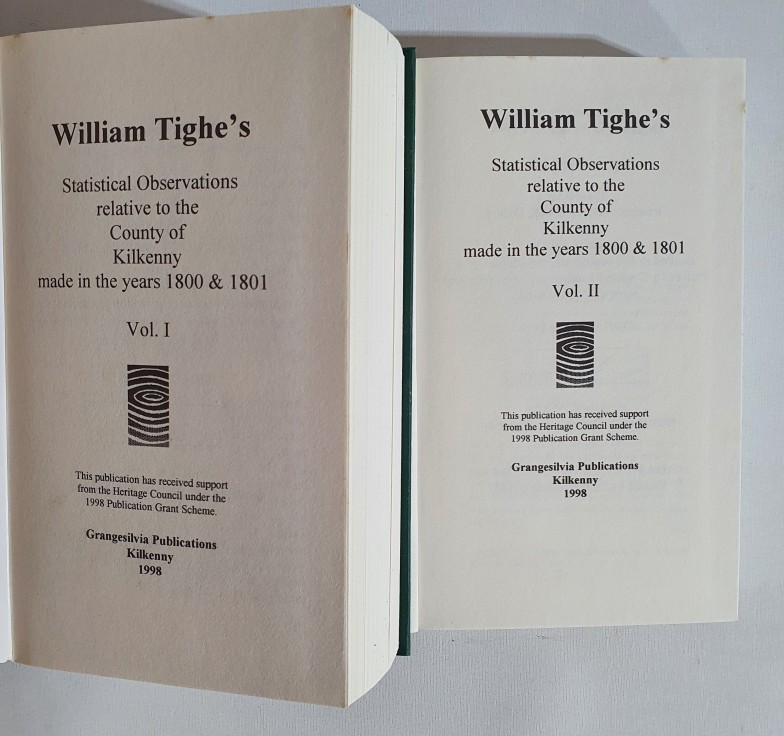 William Tighe's
Statistical Observations
relative to the
County of
Kilkenny
made in the years 1800 & 1801
Vol. I
This publication has received support
from the Heritage Council under the
1998 Publication Grant Scheme.
Grangesilvia Publications
Kilkenny
1998
William Tighe's
Statistical Observations
relative to the
County of
Kilkenny
made in the years 1800 & 1801
Vol. II
This publication has received support
from the Heritage Council under the
1998 Publication Grant Scheme.
Grangesilvia Publications
Kilkenny
1998